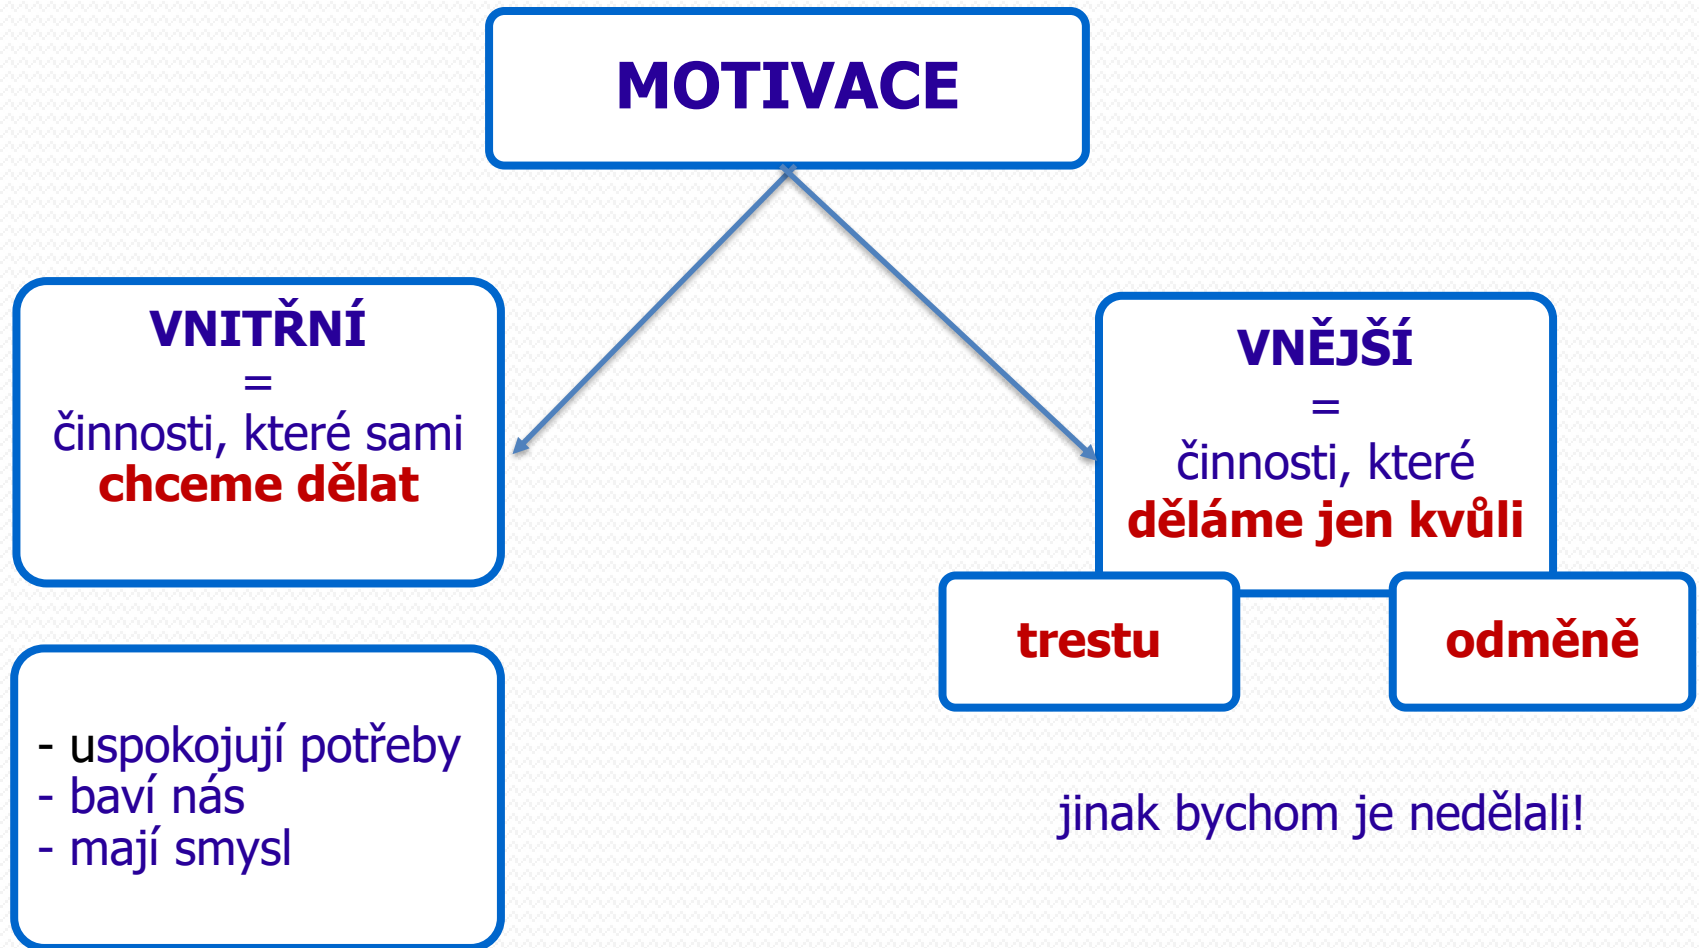 MOTIVACE
VNITŘNÍ
=
činnosti, které sami
chceme dělat
- uspokojují potřeby
- baví nás
- mají smysl
VNĚJŠÍ
=
činnosti, které
děláme jen kvůli
trestu
odměně
jinak bychom je nedělali!